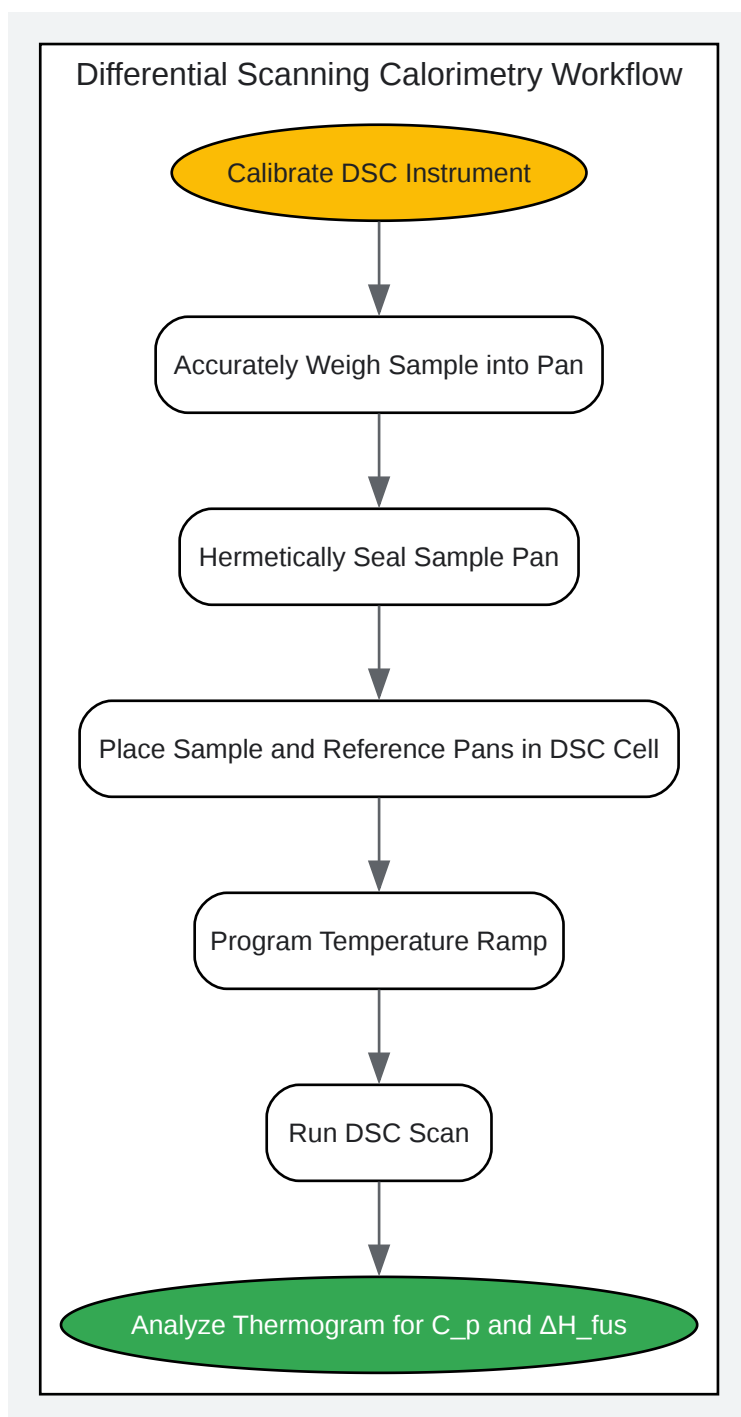 Differential Scanning Calorimetry Workflow
Calibrate DSC Instrument
Accurately Weigh Sample into Pan
Hermetically Seal Sample Pan
Place Sample and Reference Pans in DSC Cell
Program Temperature Ramp
Run DSC Scan
Analyze Thermogram for C_p and ΔH_fus